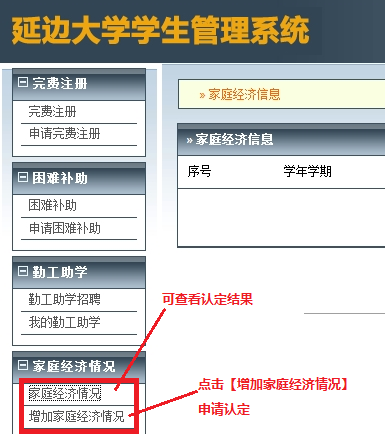 延边大学学生管理系统
完费注册
完费注册
申请完费注册
困难补助
困难补助
申请困难补助
勤工助学
勤工助学招聘
我的勤工助学
家庭经济情况
家庭经济情况
增加家庭经济情况
» 家庭经济信息
» 家庭经济信息
序号 学年学期
可查看认定结果
点击【增加家庭经济情况】
申请认定